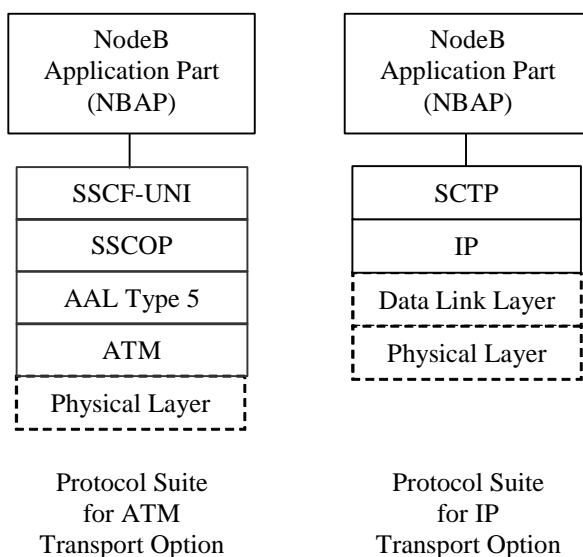 NodeB
Application Part
(NBAP)
SSCF-UNI
SSCOP
AAL Type 5
ATM
Physical Layer
Protocol Suite
for ATM
Transport Option
NodeB
Application Part
(NBAP)
SCTP
IP
Data Link Layer
Physical Layer
Protocol Suite
for IP
Transport Option